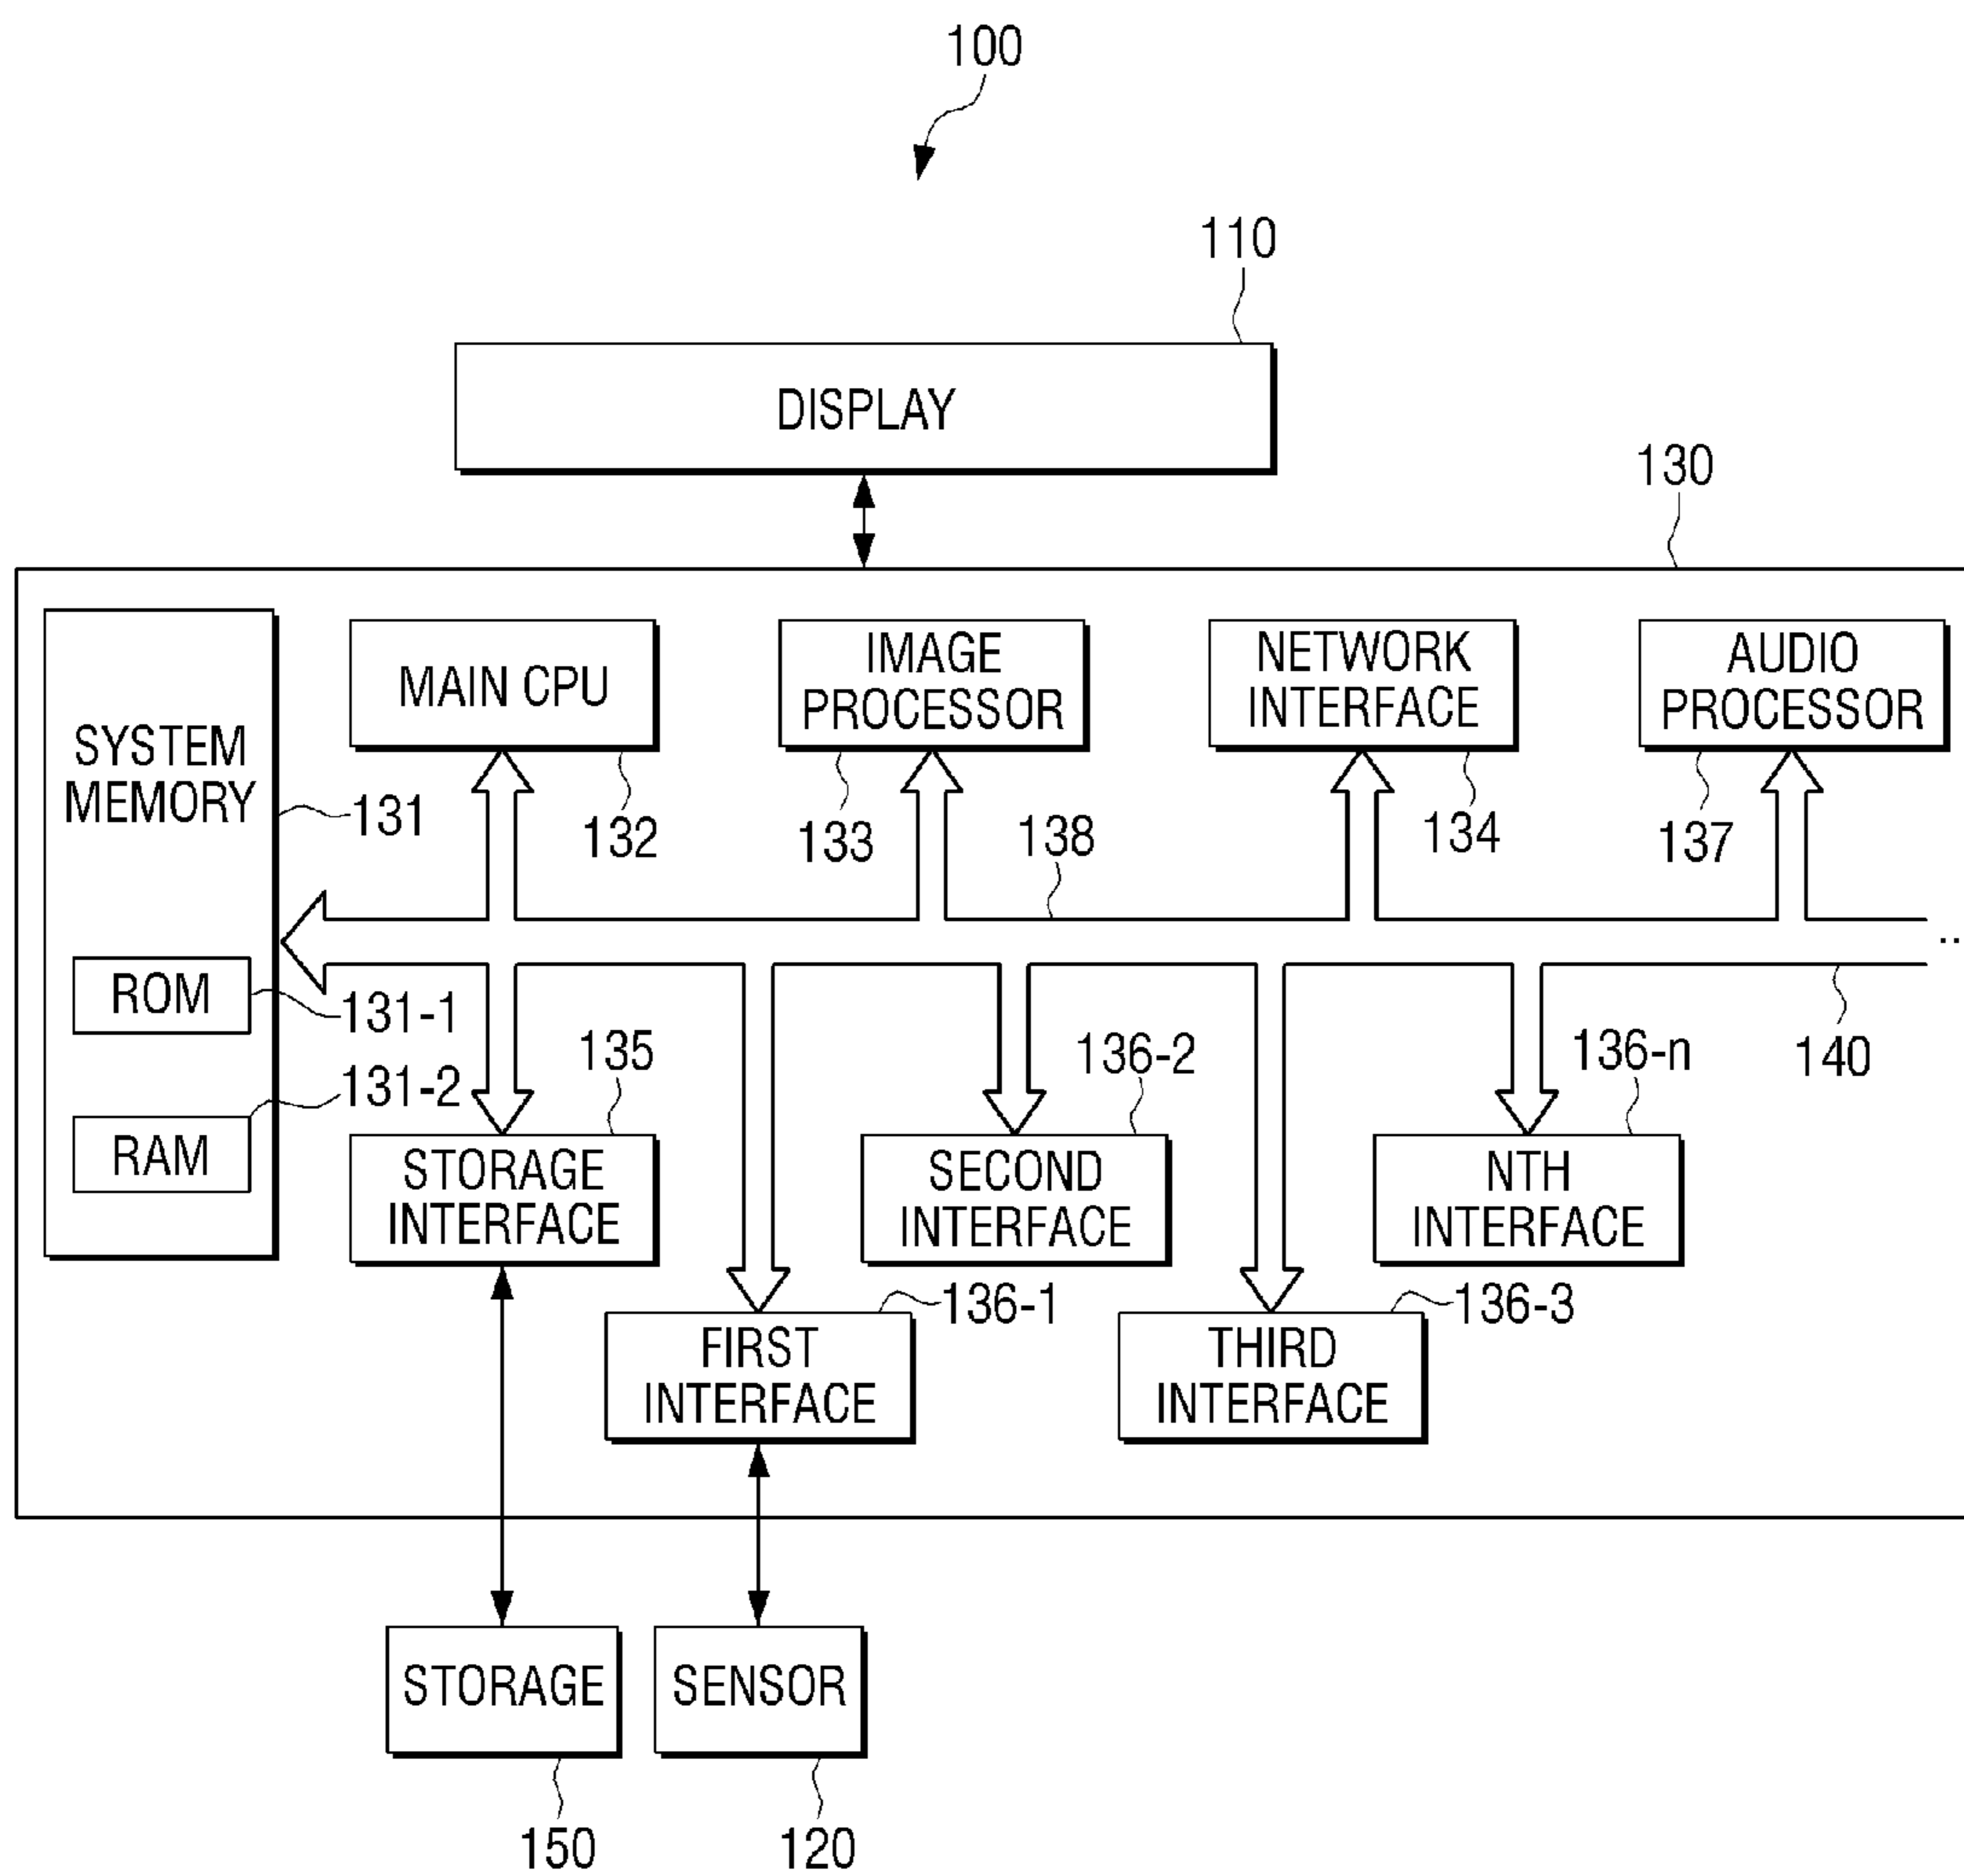 100
110
DISPLAY
130
MAIN CPU
IMAGE
PROCESSOR
NETWORK
INTERFACE
AUDIO
PROCESSOR
SYSTEM
MEMORY
131
132
133
138
134
137
..
ROM
131-1
135
136-2
136-n
140
131-2
RAM
STORAGE
INTERFACE
SECOND
INTERFACE
NTH
INTERFACE
136-1
136-3
FIRST
INTERFACE
THIRD
INTERFACE
STORAGE
SENSOR
150
120